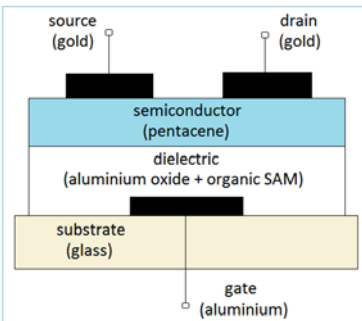 source
(gold)
drain
(gold)
semiconductor
(pentacene)
dielectric
(aluminium oxide + organic SAM)
substrate
(glass)
gate
(aluminium)